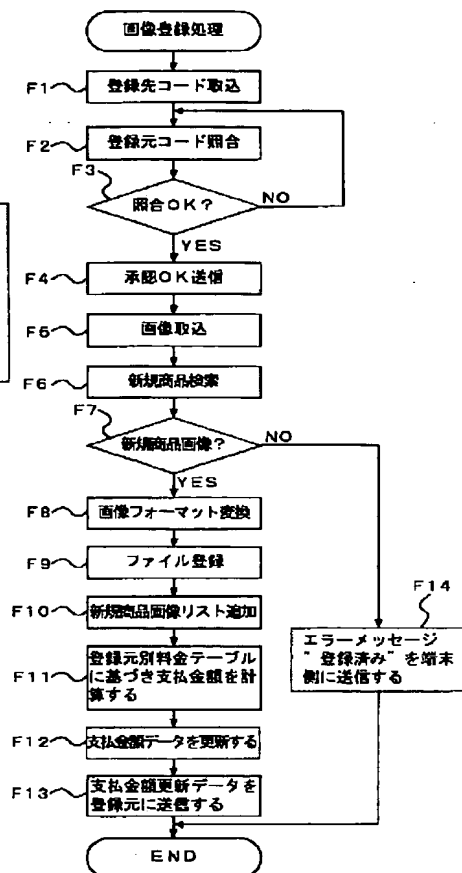 画像登録処理
F1
登録先コード取込
F2
登録元コード照合
F3
照合OK?
NO
YES
F4
承認OK送信
F5
画像取込
F6
新規商品検索
F7
新規商品画像?
NO
YES
F8
画像フォーマット変換
F9
ファイル登録
F10
新規商品画像リスト追加
F11
登録元別料金テーブル
に基づき支払金額を計
算する
F12
支払金額データを更新する
F13
支払金額更新データを
登録元に送信する
F14
エラーメッセージ
"登録済み"を端末
側に送信する
END